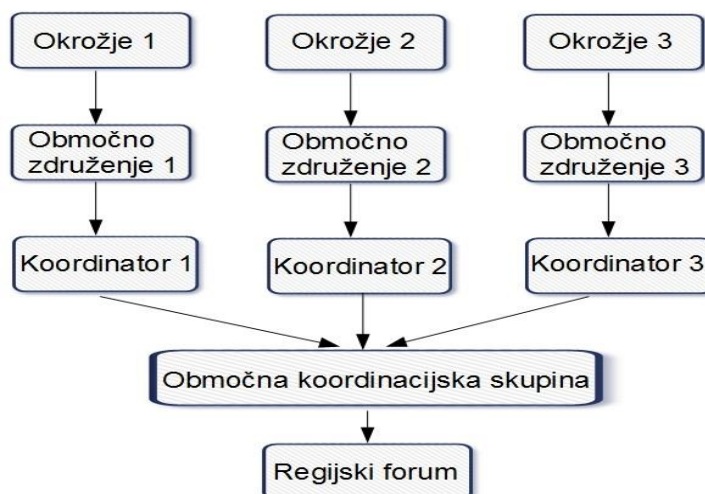 Okrožje 1
Okrožje 2
Okrožje 3
Območno
združenje 1
Območno
združenje 2
Območno
združenje 3
Koordinator 1
Koordinator 2
Koordinator 3
Območna koordinacijska skupina
Regijski forum